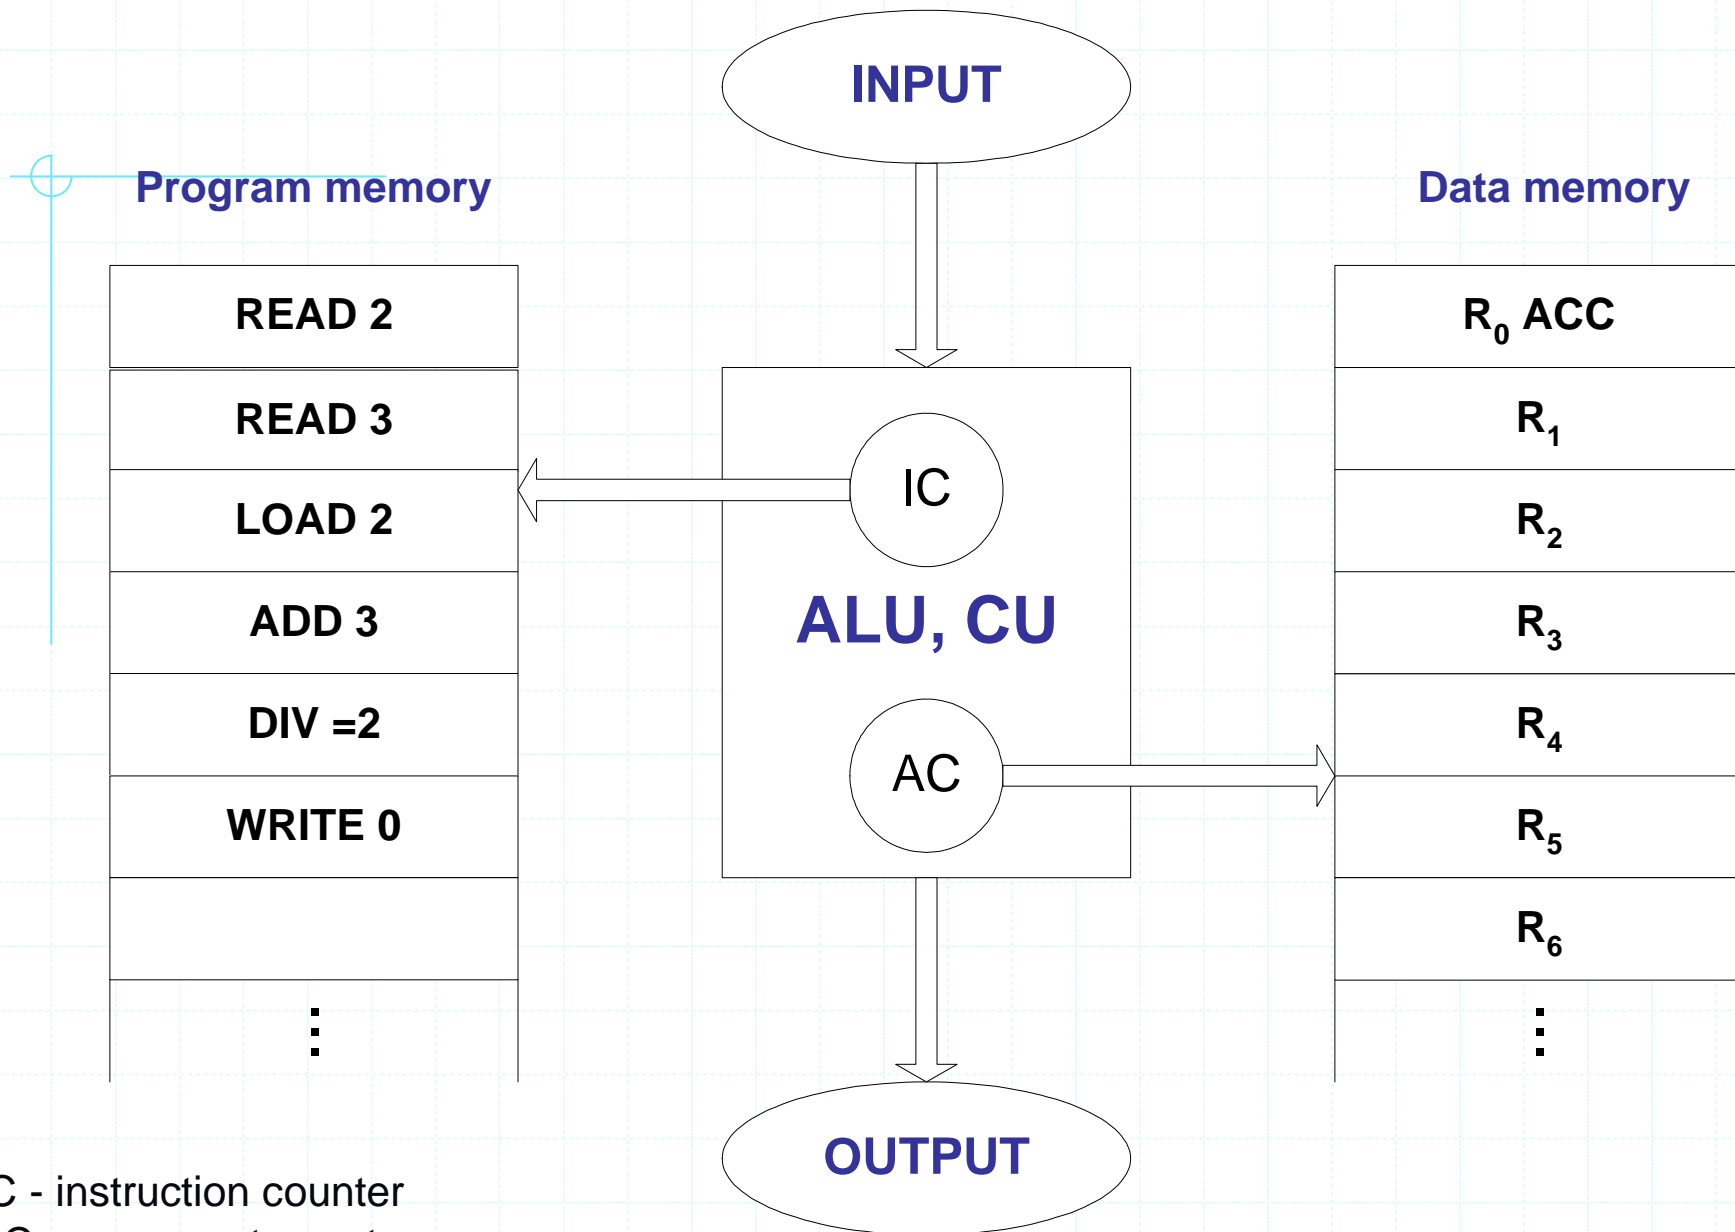 INPUT
Program memory
Data memory
READ 2
READ 3
LOAD 2
ADD 3
DIV =2
WRITE 0
IC
ALU, CU
AC
R0 ACC
R1
R2
R3
R4
R5
R6
OUTPUT
C - instruction counter